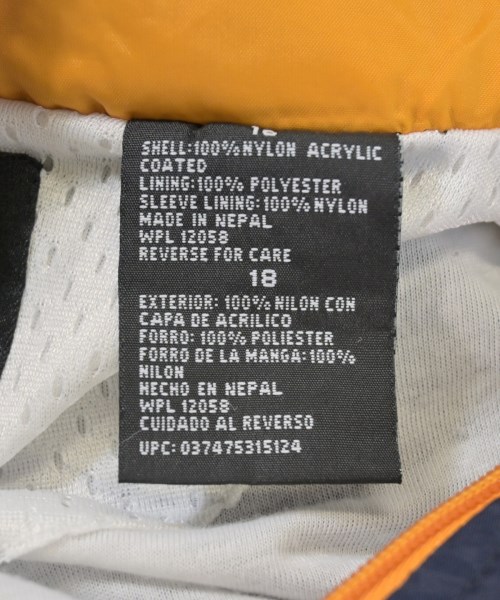 18
SHELL:100% NYLON ACRYLIC
COATED
LINING:100% POLYESTER
SLEEVE LINING:100% NYLON
MADE IN NEPAL
WPL 12058
REVERSE FOR CARE
18
EXTERIOR: 100% NILON CON
CAPA DE ACRILICO
FORRO: 100% POLIESTER
FORRO DE LA MANGA:100%
NILON
HECHO EN NEPAL
WPL 12058
CUIDADO AL REVERSO
UPC: 037475315124